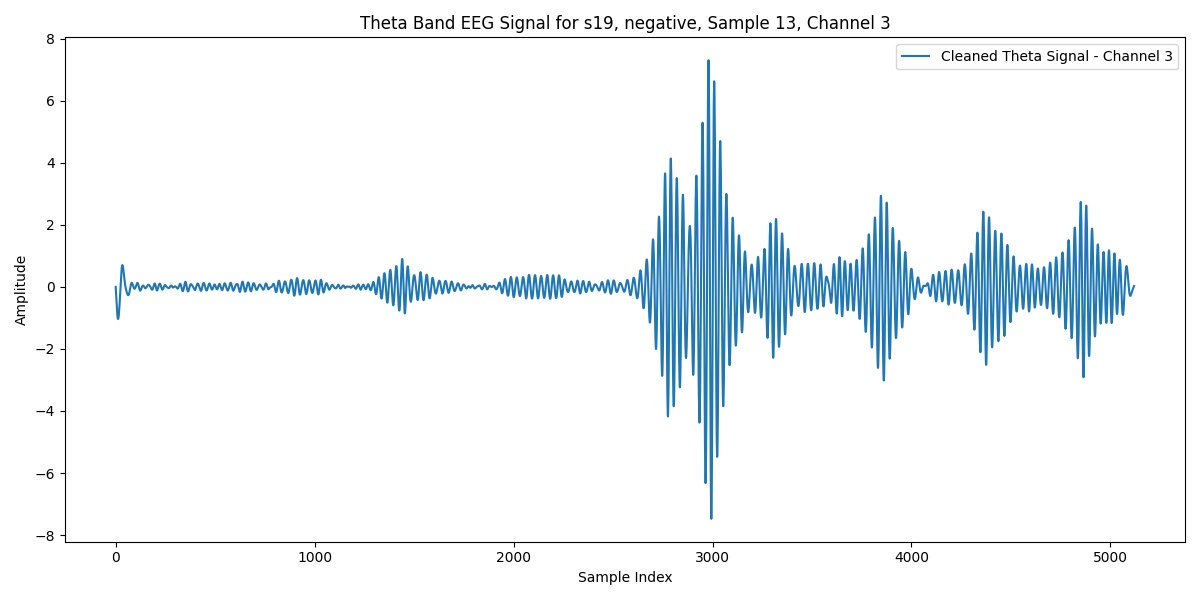 Theta Band EEG Signal for s19, negative, Sample 13, Channel 3
Cleaned Theta Signal - Channel 3
8
6
4
2
0
−2
−4
−6
−8
Amplitude
0 1000 2000 3000 4000 5000
Sample Index